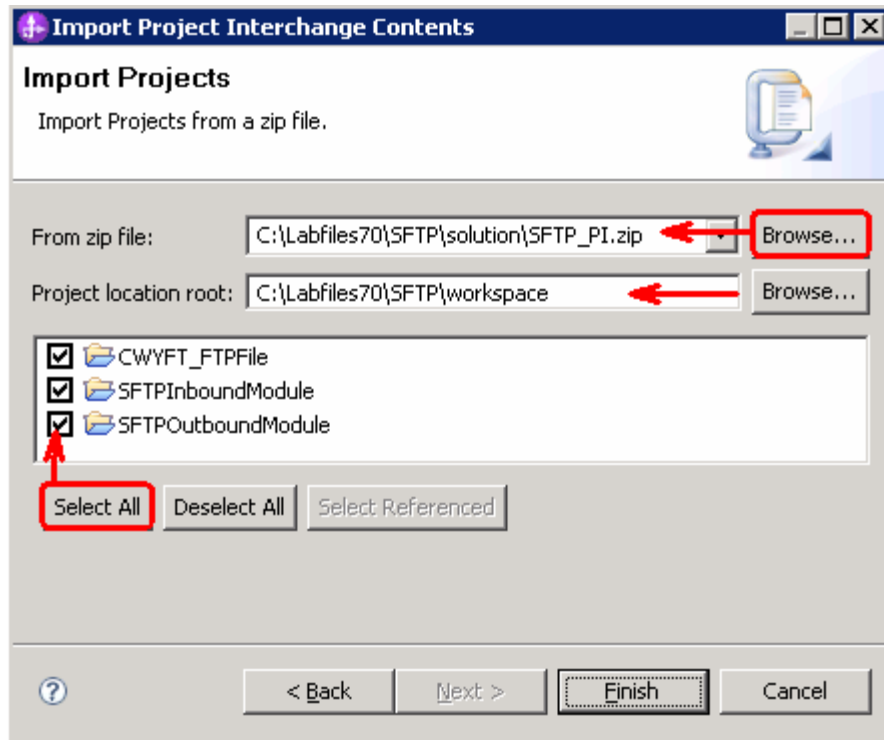 Import Project Interchange Contents
Import Projects
Import Projects from a zip file.
From zip file: C:\Labfiles70\SFTP\solution\SFTP_PI.zip Browse...
Project location root: C:\Labfiles70\SFTP\workspace Browse...
CWYFT_FTPFile
SFTPInboundModule
SFTPOutboundModule
Select All Deselect All Select Referenced
? < Back Next > Finish Cancel